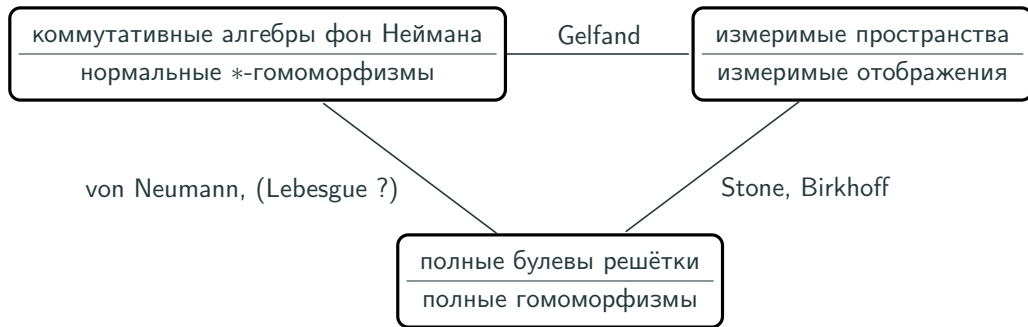 коммутативные алгебры фон Неймана
нормальные ∗-гомоморфизмы
Gelfand
измеримые пространства
измеримые отображения
von Neumann, (Lebesgue ?)
Stone, Birkhoff
полные булевы решётки
полные гомоморфизмы